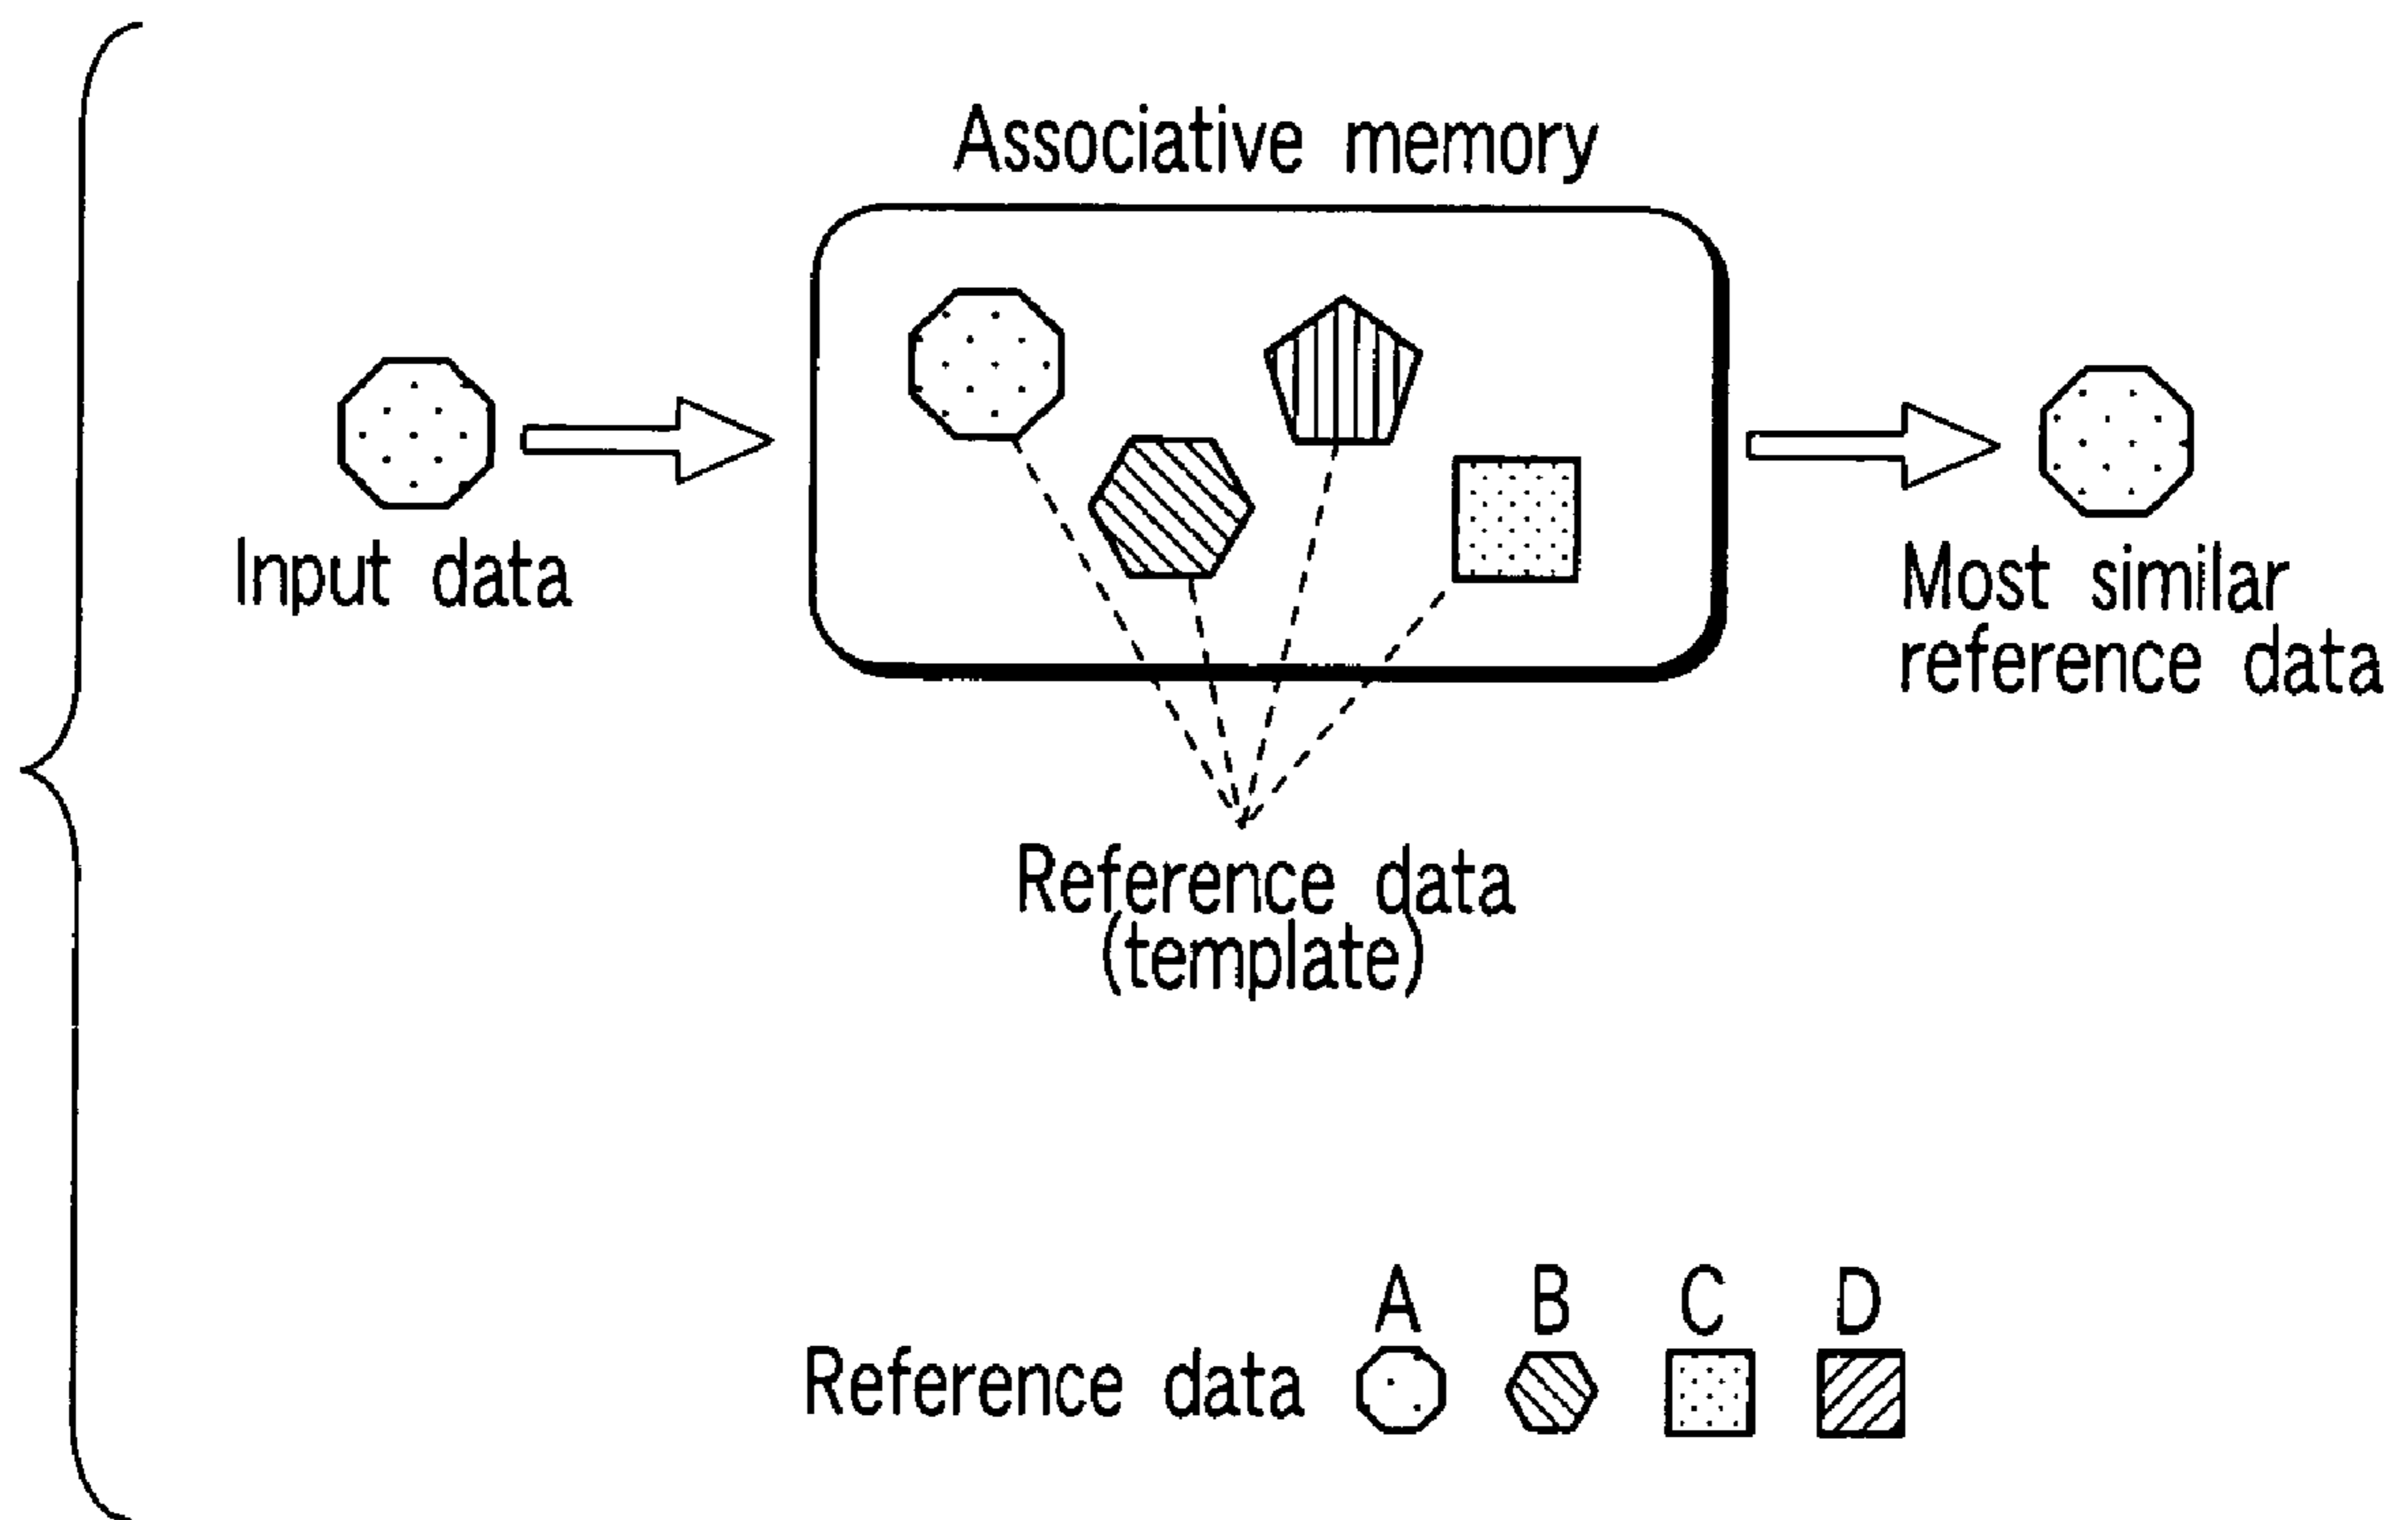 Associative memory
Input data
Most similar
reference data
Reference data
(template)
A B C D
Reference data